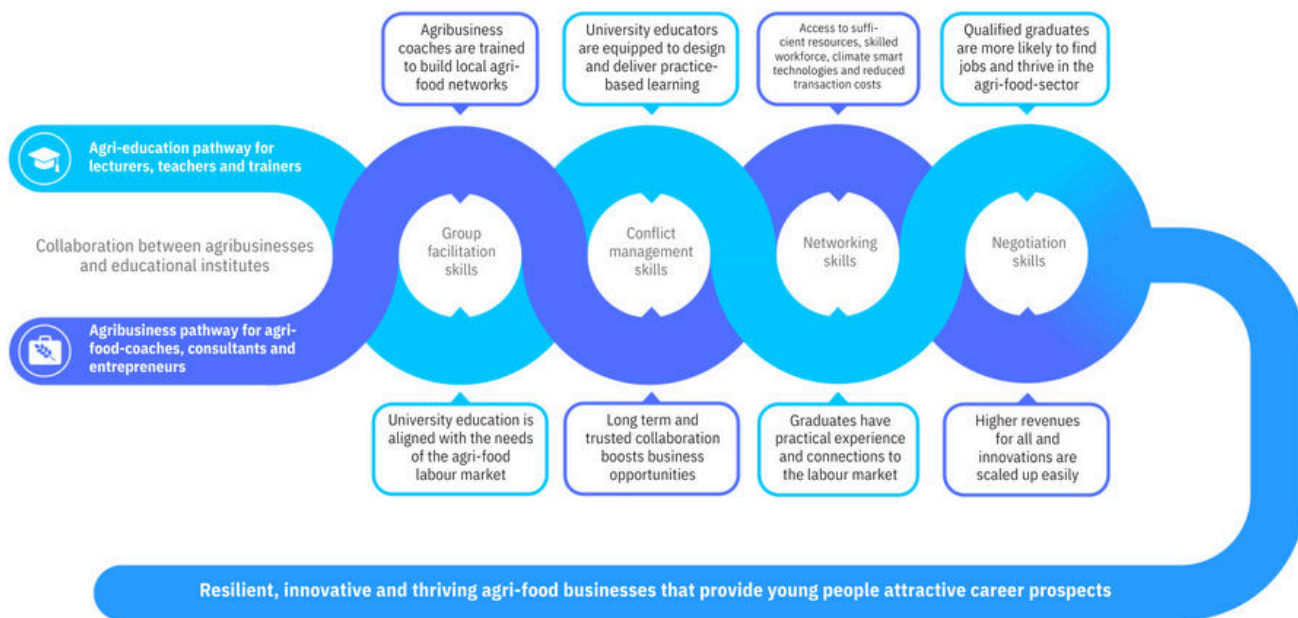 Agribusiness
coaches are trained
to build local agri-
food networks
University educators
are equipped to design
and deliver practice-
based learning
Access to suffi-
cient resources, skilled
workforce, climate smart
technologies and reduced
transaction costs
Qualified graduates
are more likely to find
jobs and thrive in the
agri-food-sector
Agri-education pathway for
lecturers, teachers and trainers
Collaboration between agribusinesses
and educational institutes
Agribusiness pathway for agri-
food-coaches, consultants and
entrepreneurs
Group
facilitation
skills
Conflict
management
skills
Networking
skills
Negotiation
skills
University education is
aligned with the needs
of the agri-food
labour market
Long term and
trusted collaboration
boosts business
opportunities
Graduates have
practical experience
and connections to
the labour market
Higher revenues
for all and
innovations are
scaled up easily
Resilient, innovative and thriving agri-food businesses that provide young people attractive career prospects